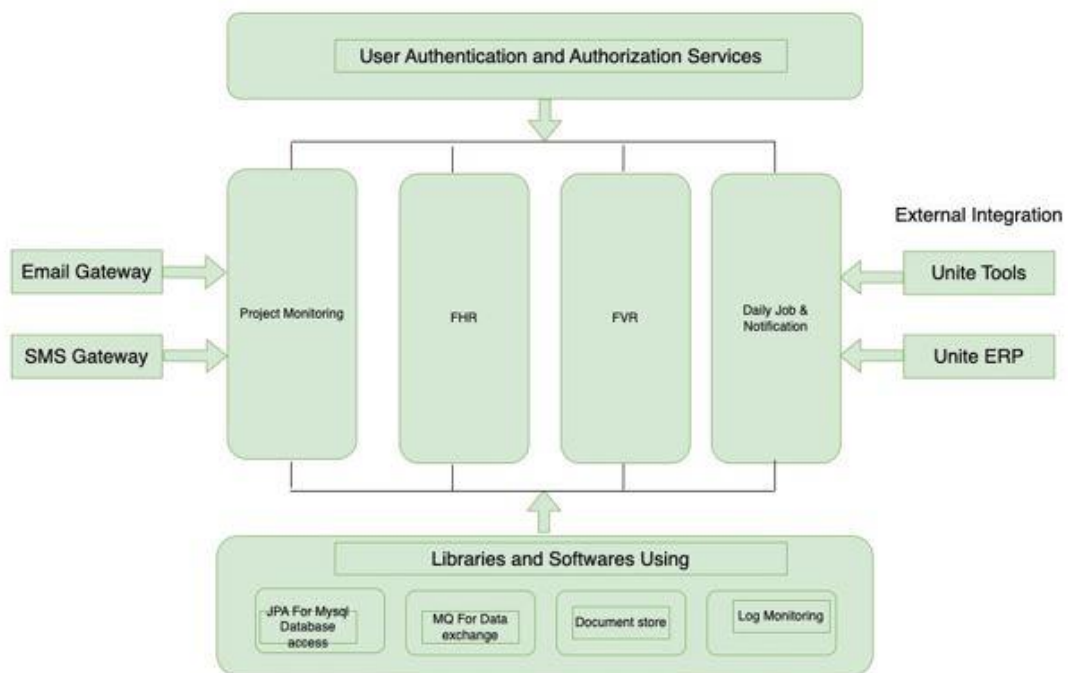 User Authentication and Authorization Services
External Integration
Email Gateway
SMS Gateway
Project Monitoring
FHR
FVR
Daily Job &
Notification
Unite Tools
Unite ERP
Libraries and Softwares Using
JPA For Mysql
Database
access
MQ For Data
exchange
Document store
Log Monitoring